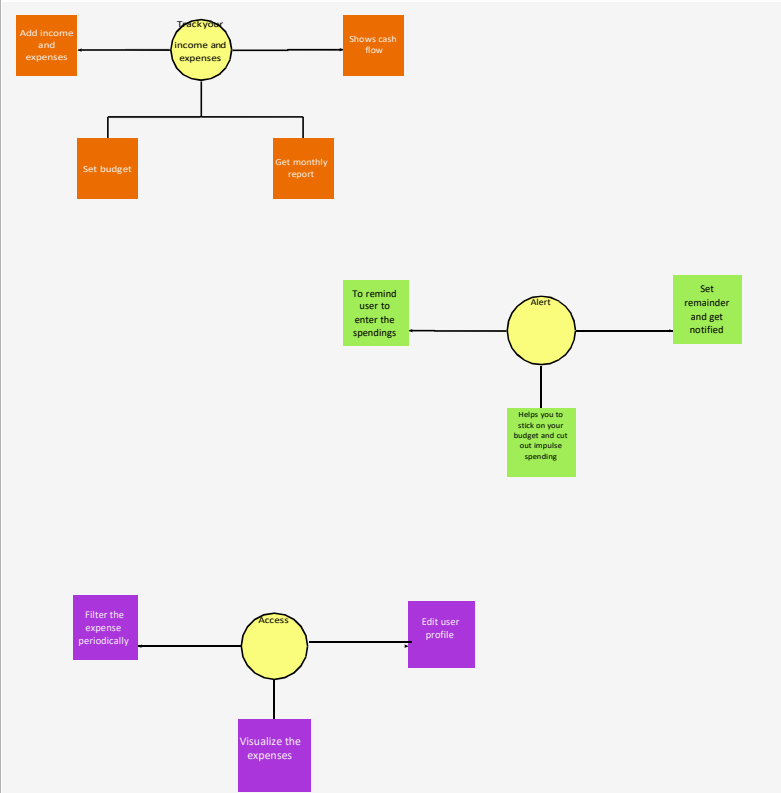 Add income
and
expenses
Track your
income and
expenses
Shows cash
flow
Set budget
Get monthly
report
To remind
user to
enter the
spendings
Alert
Set
remainder
and get
notified
Helps you to
stick on your
budget and cut
out impulse
spending
Filter the
expense
periodically
Access
Edit user
profile
Visualize the
expenses